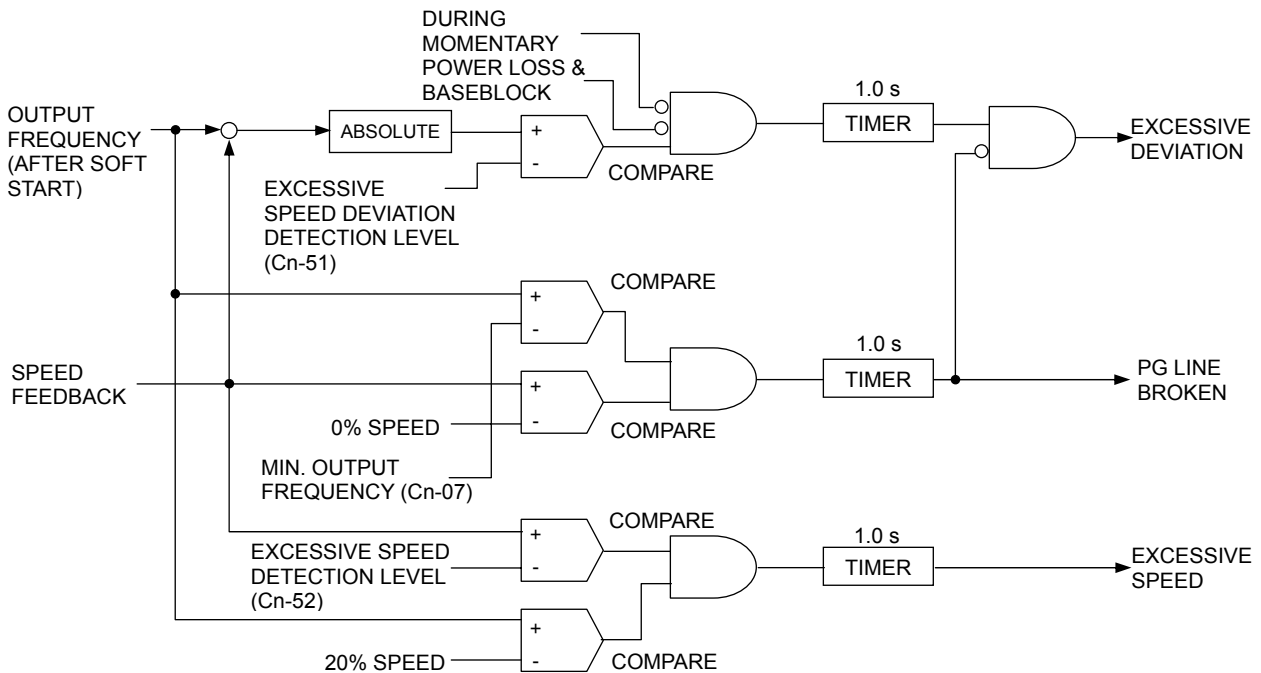 DURING
MOMENTARY
POWER LOSS &
BASEBLOCK
OUTPUT
FREQUENCY
(AFTER SOFT
START)
ABSOLUTE
+
-
COMPARE
1.0 s
TIMER
EXCESSIVE
DEVIATION
EXCESSIVE
SPEED DEVIATION
DETECTION LEVEL
(Cn-51)
COMPARE
+
-
SPEED
FEEDBACK
+
-
COMPARE
0% SPEED
1.0 s
TIMER
PG LINE
BROKEN
MIN. OUTPUT
FREQUENCY (Cn-07)
COMPARE
+
-
EXCESSIVE SPEED
DETECTION LEVEL
(Cn-52)
1.0 s
TIMER
EXCESSIVE
SPEED
+
-
20% SPEED
COMPARE